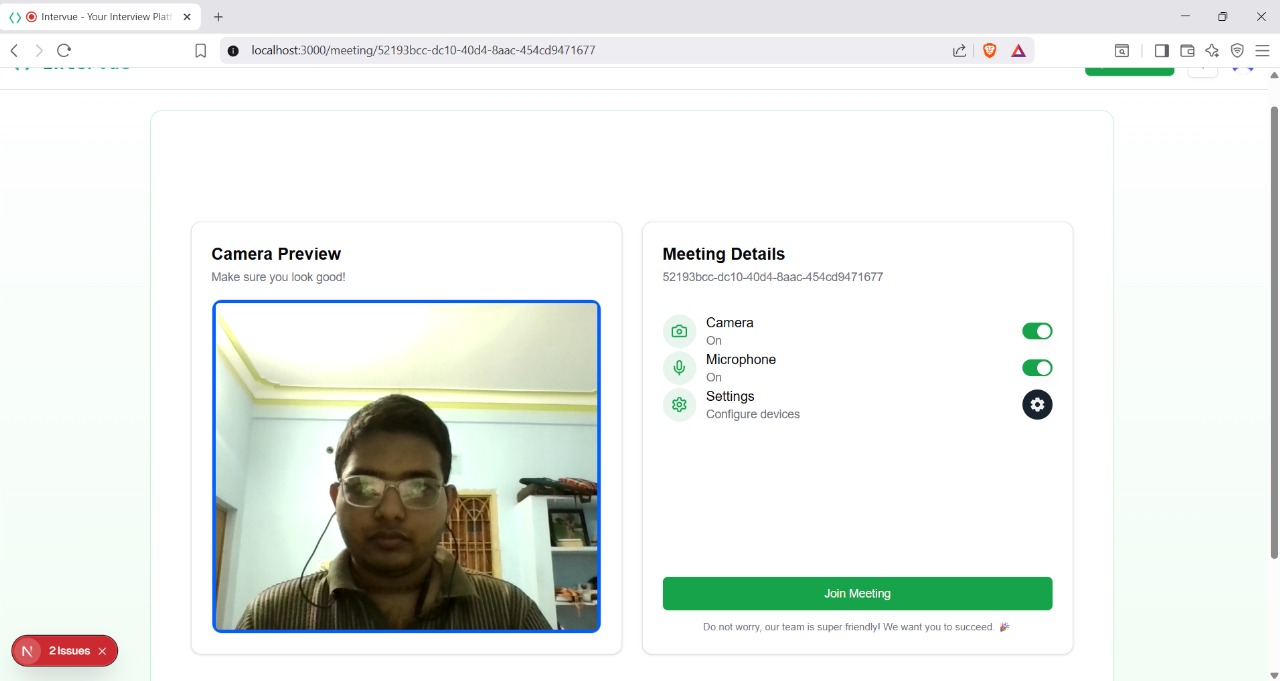 Intervue - Your Interview Platf
localhost:3000/meeting/52193bcc-dc10-40d4-8aac-454cd9471677
Camera Preview
Make sure you look good!
Meeting Details
52193bcc-dc10-40d4-8aac-454cd9471677
Camera
On
Microphone
On
Settings
Configure devices
Join Meeting
Do not worry, our team is super friendly! We want you to succeed. 🎉
N 2 Issues